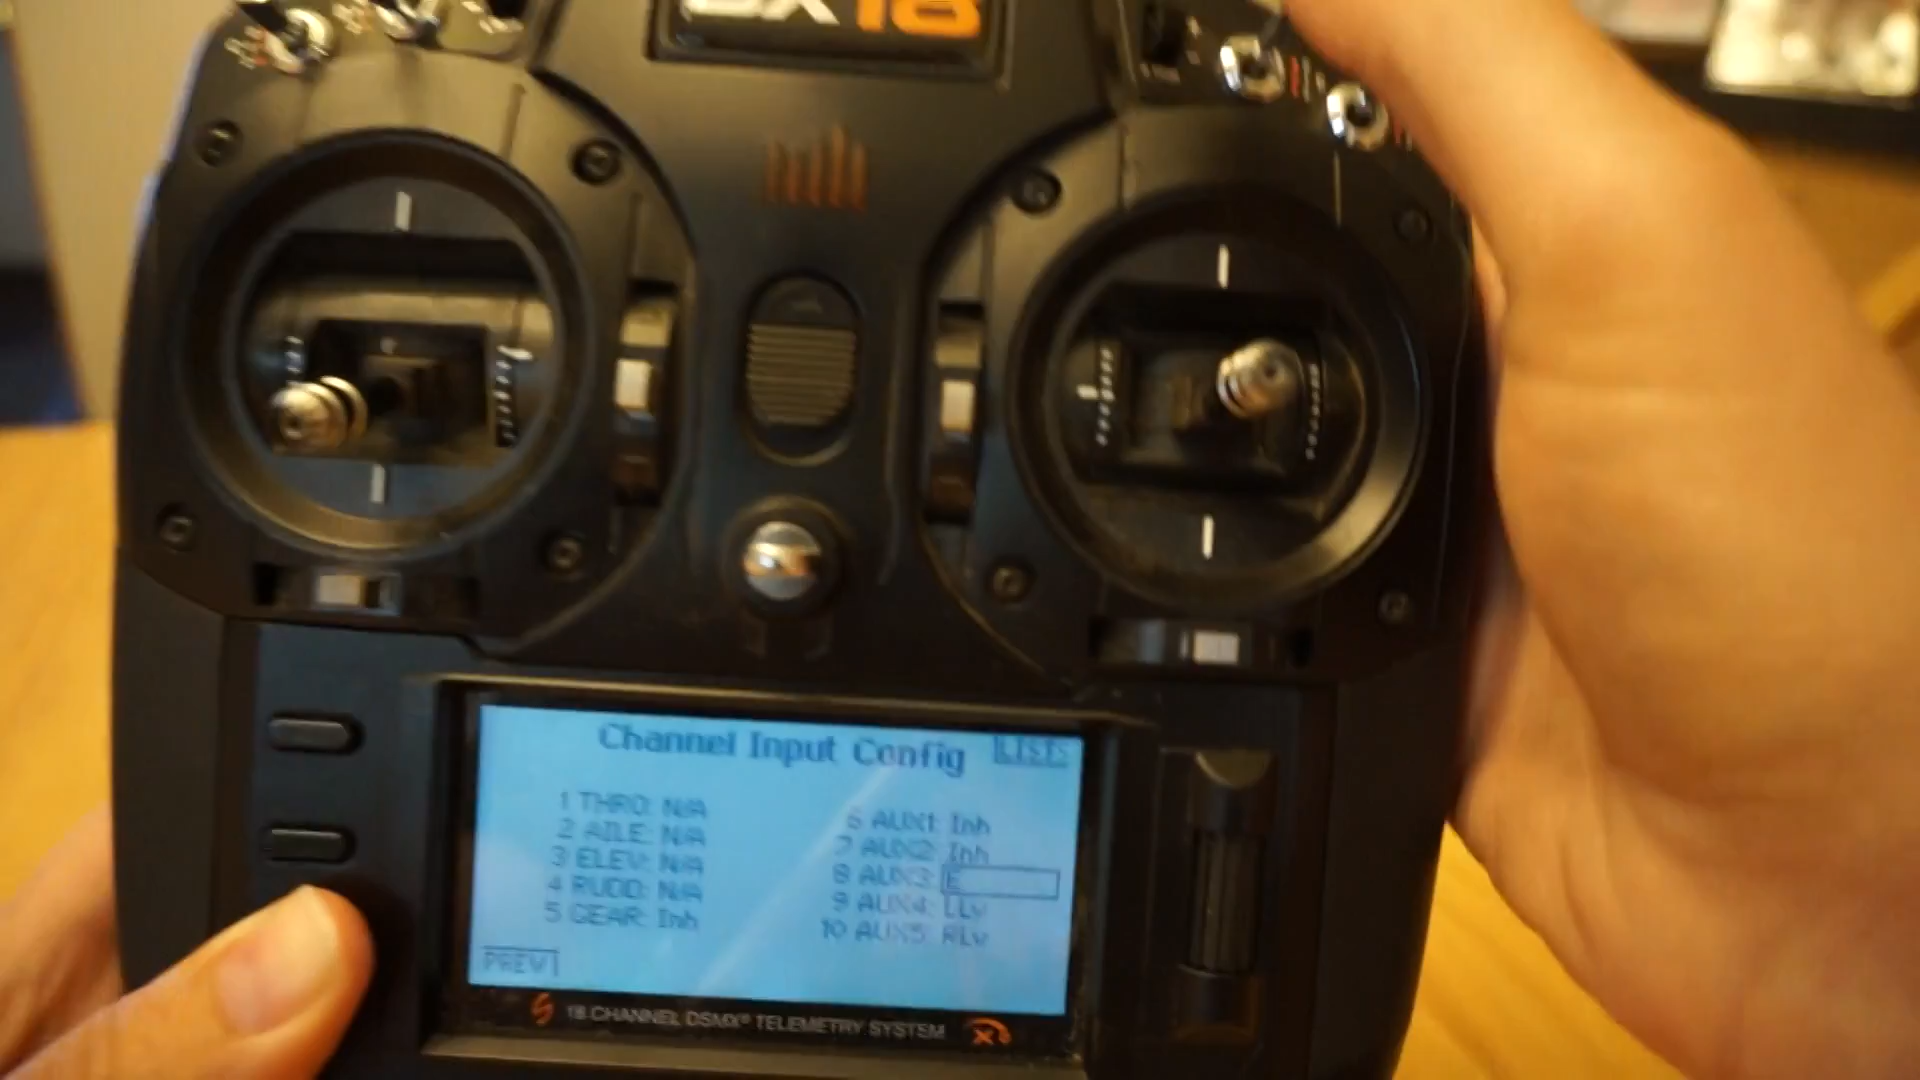 DX18
Channel Input Config
LIST
1 THRO: N/A
2 AILE: N/A
3 ELEV: N/A
4 RUDD: N/A
5 GEAR: Inh
6 AUX1: Inh
7 AUX2: Inh
8 AUX3: E
9 AUX4: LLv
10 AUX5: RLv
PREV
18 CHANNEL DSMX® TELEMETRY SYSTEM